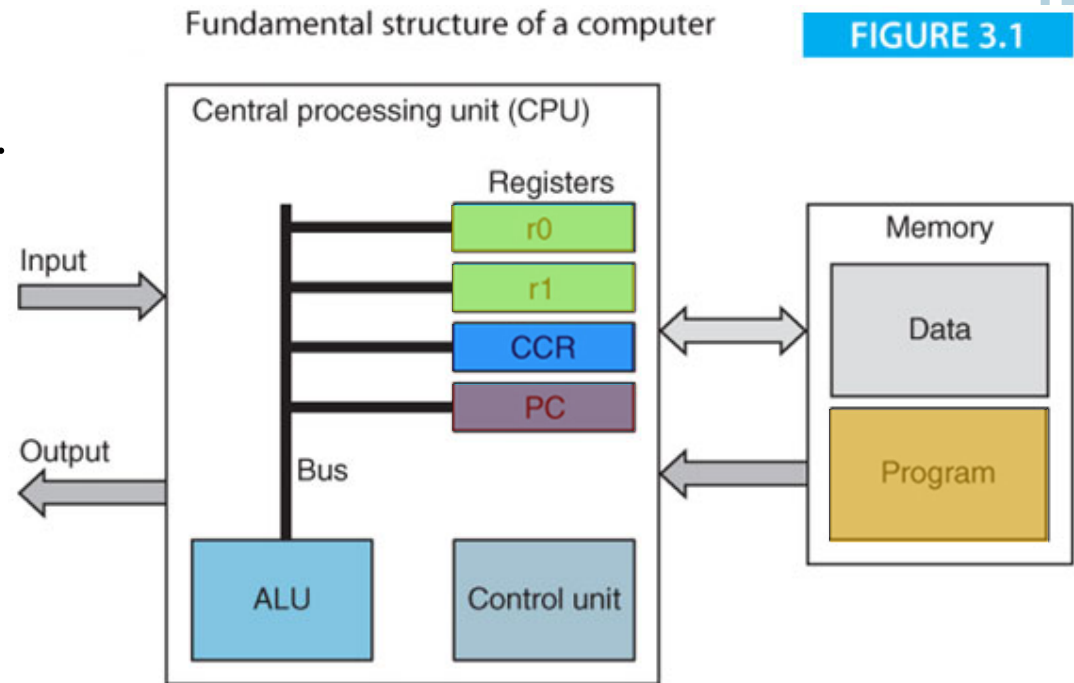 Fundamental structure of a computer
FIGURE 3.1
Central processing unit (CPU)
.
Registers
r0
r1
CCR
PC
Input
Output
Bus
ALU
Control unit
Memory
Data
Program